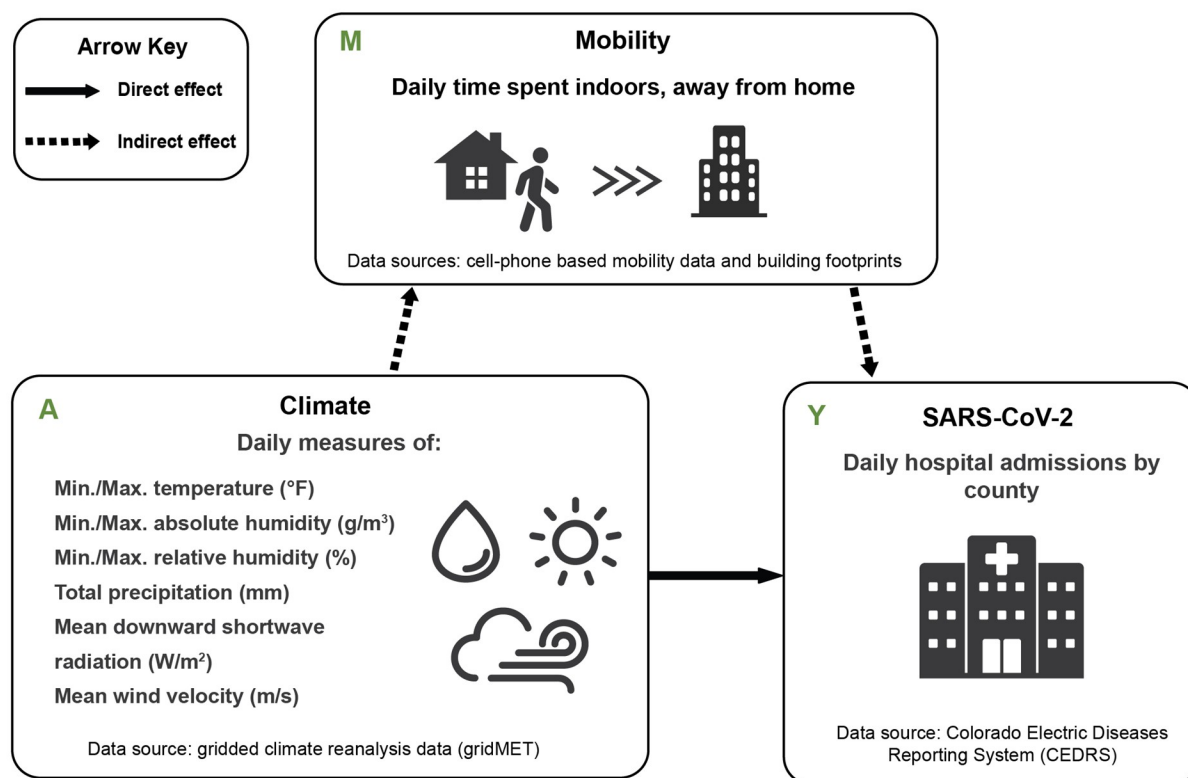 Arrow Key
Direct effect
Indirect effect
M
Mobility
Daily time spent indoors, away from home
Data sources: cell-phone based mobility data and building footprints
A
Climate
Daily measures of:
Min./Max. temperature (°F)
Min./Max. absolute humidity (g/m³)
Min./Max. relative humidity (%)
Total precipitation (mm)
Mean downward shortwave
radiation (W/m²)
Mean wind velocity (m/s)
Data source: gridded climate reanalysis data (gridMET)
Y
SARS-CoV-2
Daily hospital admissions by
county
Data source: Colorado Electric Diseases
Reporting System (CEDRS)